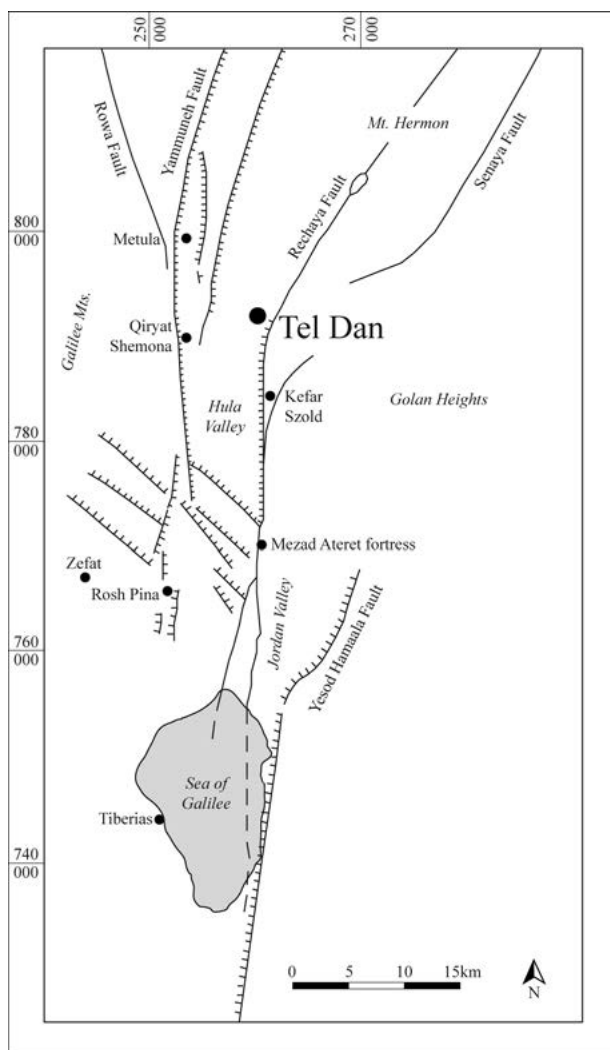 250
000
270
000
Mt. Hermon
Rowa Fault
Yammuneh Fault
Senaya Fault
Rechaya Fault
800
000
Metula
Galilee Mts.
Tel Dan
Qiryat
Shemona
Kefar
Szold
Hula
Valley
Golan Heights
780
000
Mezad Ateret fortress
Zefat
Rosh Pina
Jordan Valley
Yesod Hamaala Fault
760
000
Sea of
Galilee
Tiberias
740
000
0 5 10 15km
N